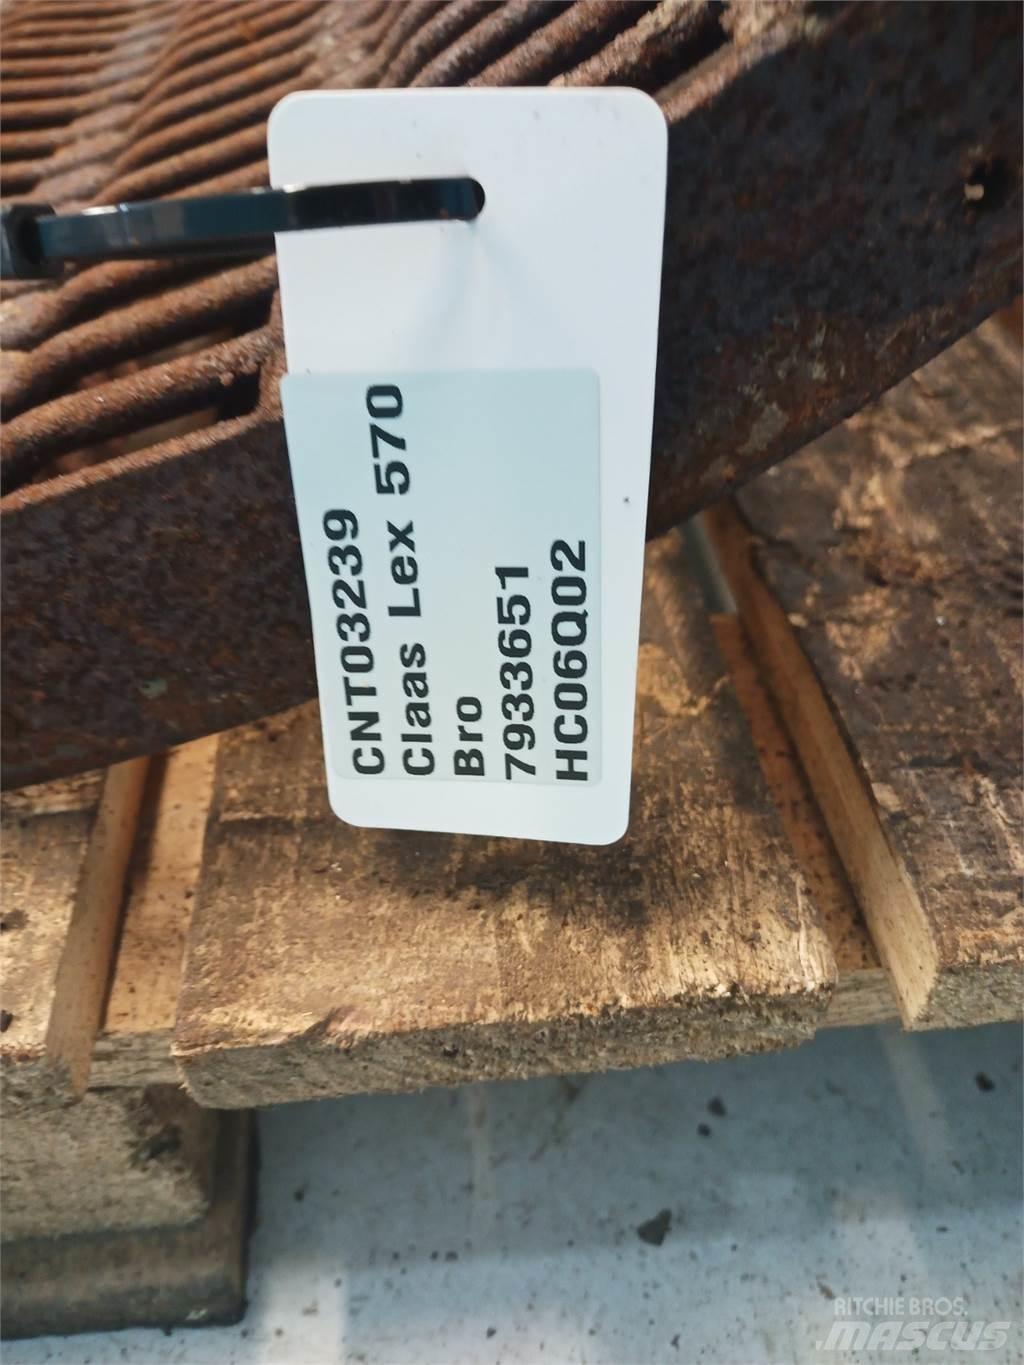 CNT03239
Claas Lex 570
Bro
7933651
HC06Q02
RITCHIE BROS.
MASCUS